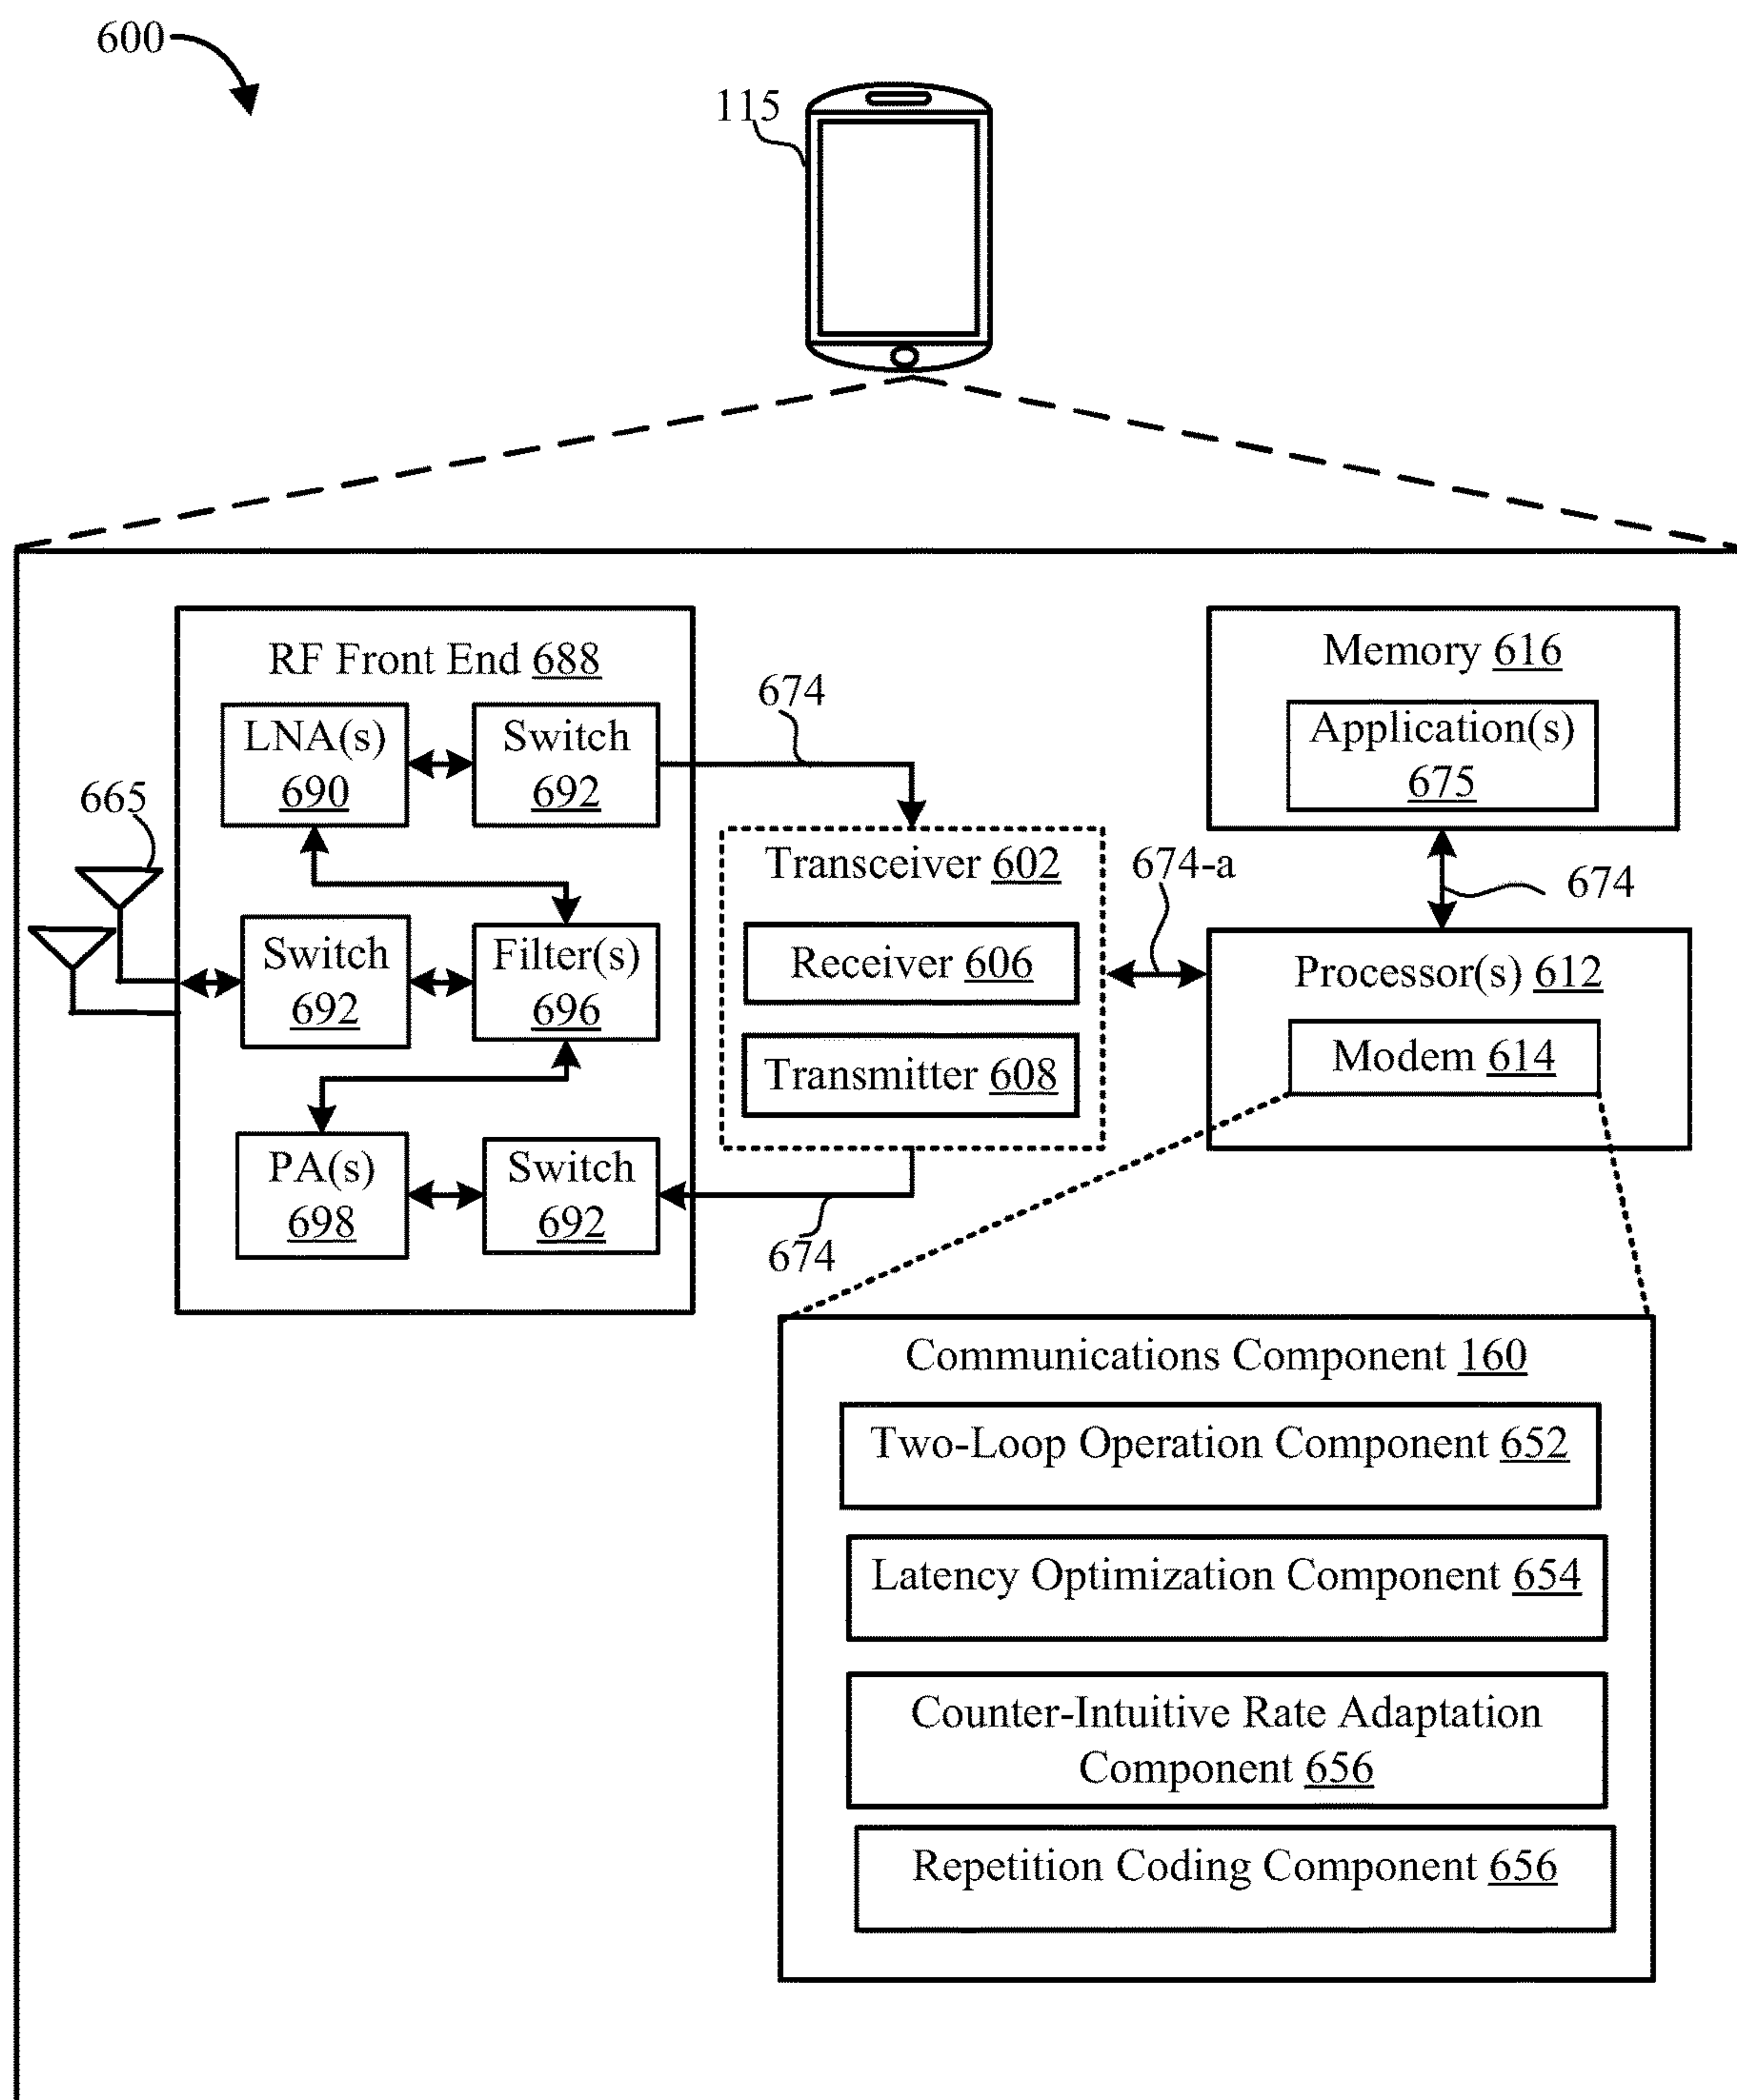 600
115
RF Front End 688
LNA(s)
690
Switch
692
674
665
Switch
692
Filter(s)
696
PA(s)
698
Switch
692
674
Transceiver 602
Receiver 606
Transmitter 608
674-a
Memory 616
Application(s)
675
674
Processor(s) 612
Modem 614
Communications Component 160
Two-Loop Operation Component 652
Latency Optimization Component 654
Counter-Intuitive Rate Adaptation
Component 656
Repetition Coding Component 656